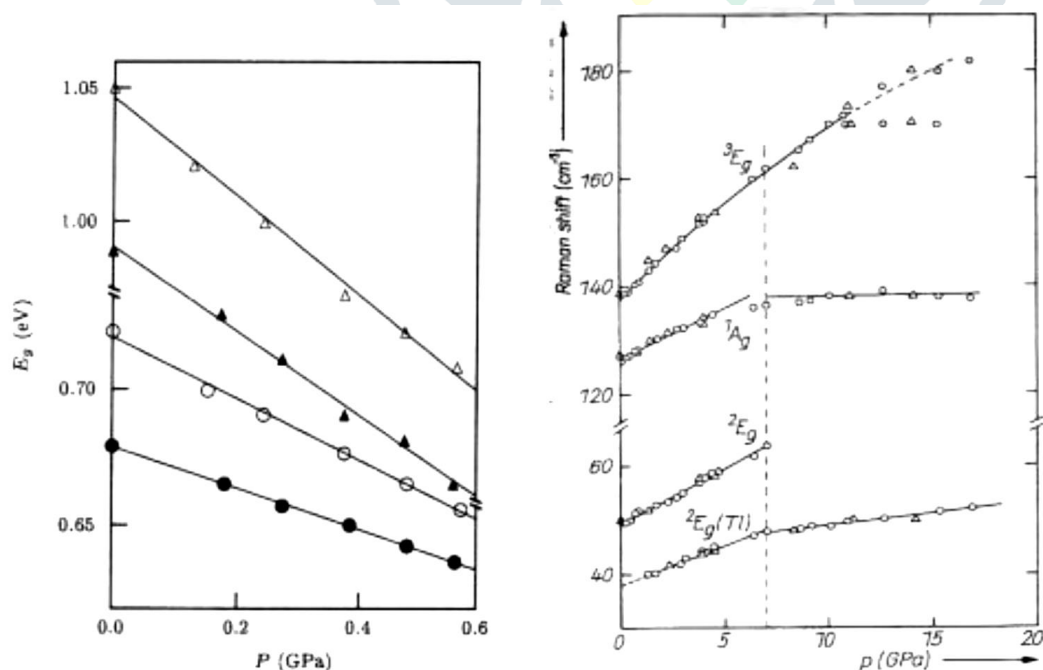 1.05
1.00
0.70
0.65
E_g (eV)
0.0 0.2 0.4 0.6
P (GPa)
180
160
140
120
60
40
Raman shift (cm⁻¹)
³E_g
¹A_g
²E_g
²E_g(Tl)
0 5 10 15 20
p (GPa)